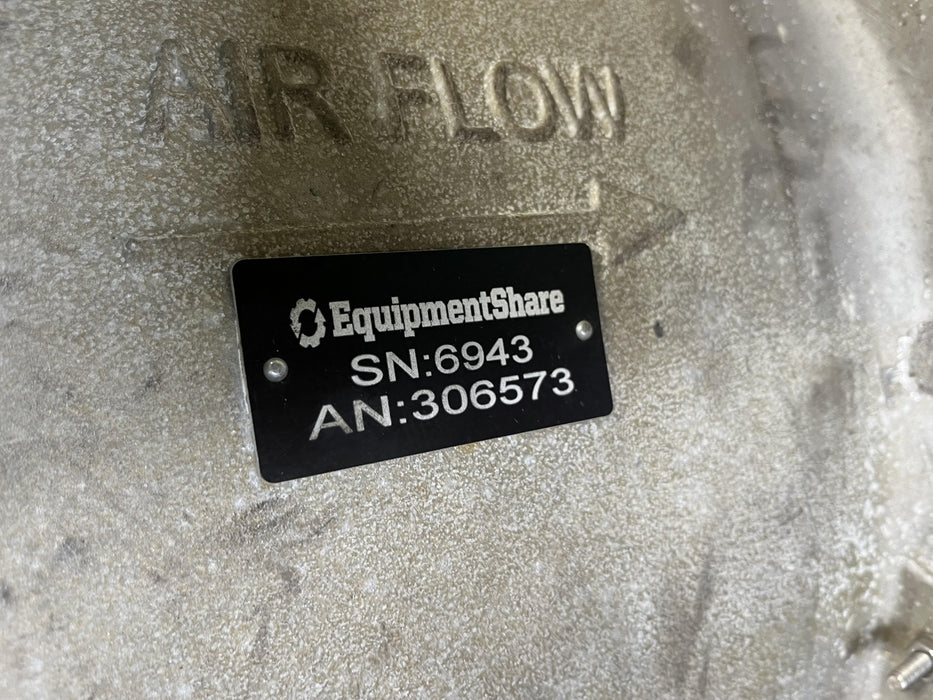 AIR FLOW
EquipmentShare
SN:6943
AN:306573